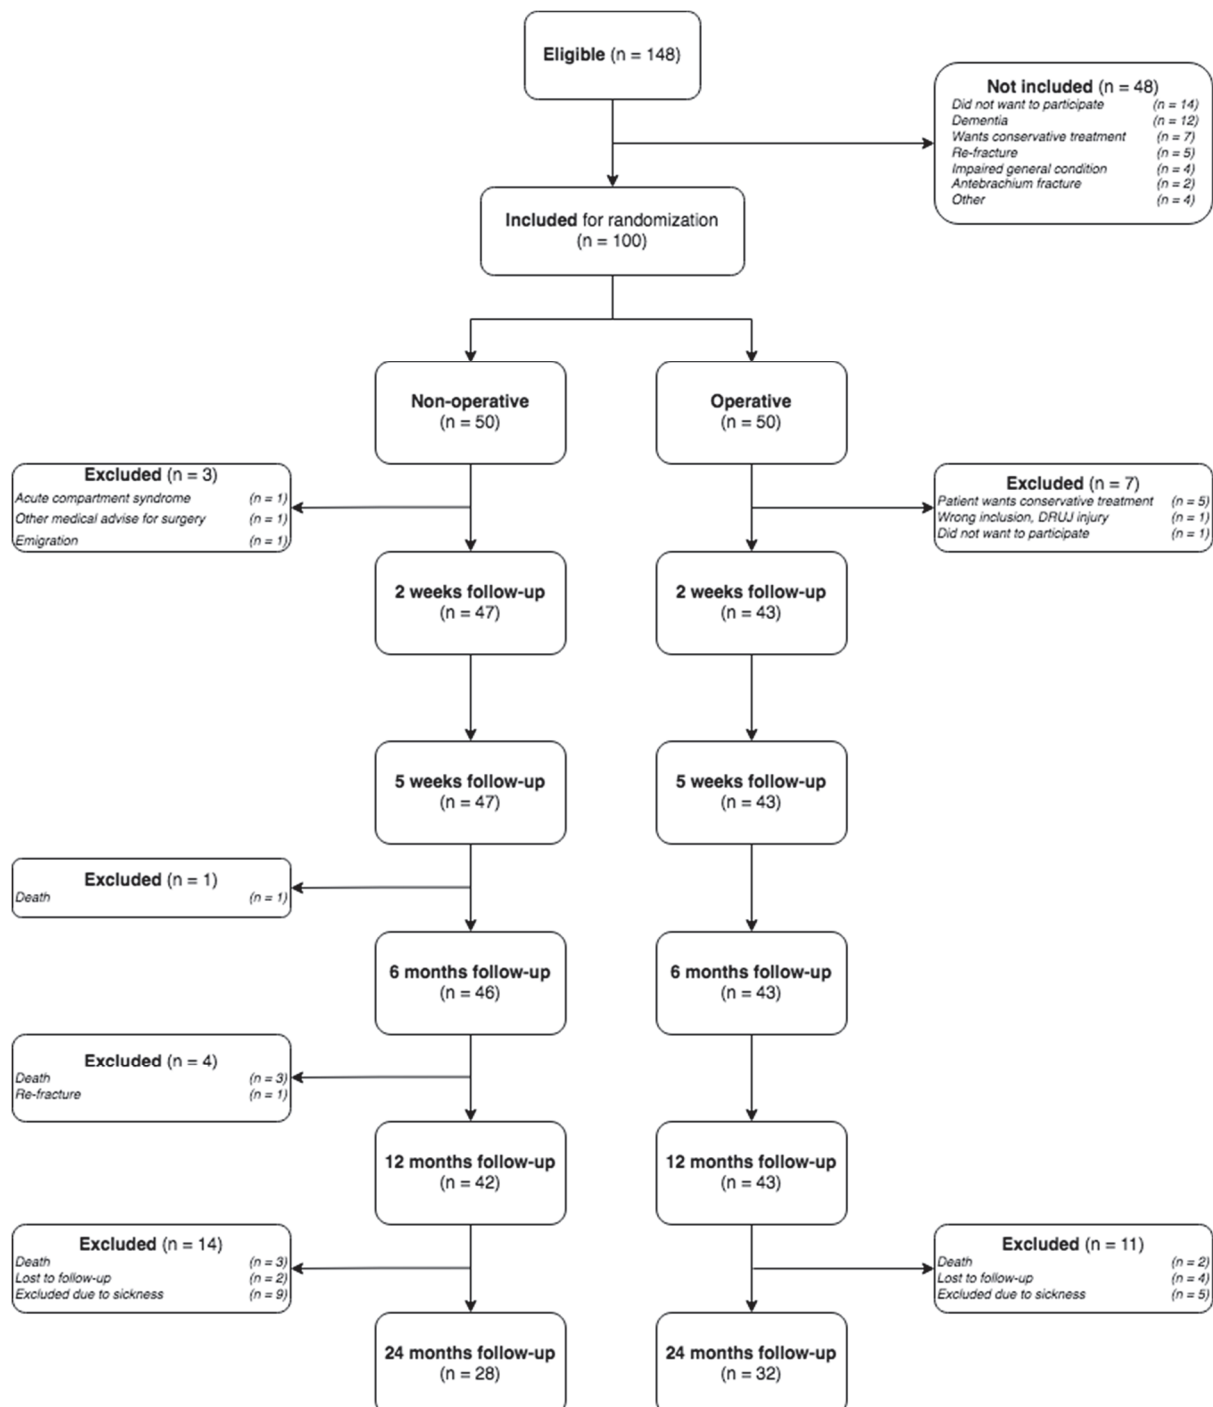 Eligible (n = 148)
Not included (n = 48)
Did not want to participate (n = 14)
Dementia (n = 12)
Wants conservative treatment (n = 7)
Re-fracture (n = 5)
Impaired general condition (n = 4)
Antebrachium fracture (n = 2)
Other (n = 4)
Included for randomization
(n = 100)
Non-operative
(n = 50)
Operative
(n = 50)
Excluded (n = 3)
Acute compartment syndrome (n = 1)
Other medical advise for surgery (n = 1)
Emigration (n = 1)
Excluded (n = 7)
Patient wants conservative treatment (n = 5)
Wrong inclusion, DRUJ injury (n = 1)
Did not want to participate (n = 1)
2 weeks follow-up
(n = 47)
2 weeks follow-up
(n = 43)
5 weeks follow-up
(n = 47)
5 weeks follow-up
(n = 43)
Excluded (n = 1)
Death (n = 1)
6 months follow-up
(n = 46)
6 months follow-up
(n = 43)
Excluded (n = 4)
Death (n = 3)
Re-fracture (n = 1)
12 months follow-up
(n = 42)
12 months follow-up
(n = 43)
Excluded (n = 14)
Death (n = 3)
Lost to follow-up (n = 2)
Excluded due to sickness (n = 9)
Excluded (n = 11)
Death (n = 2)
Lost to follow-up (n = 4)
Excluded due to sickness (n = 5)
24 months follow-up
(n = 28)
24 months follow-up
(n = 32)